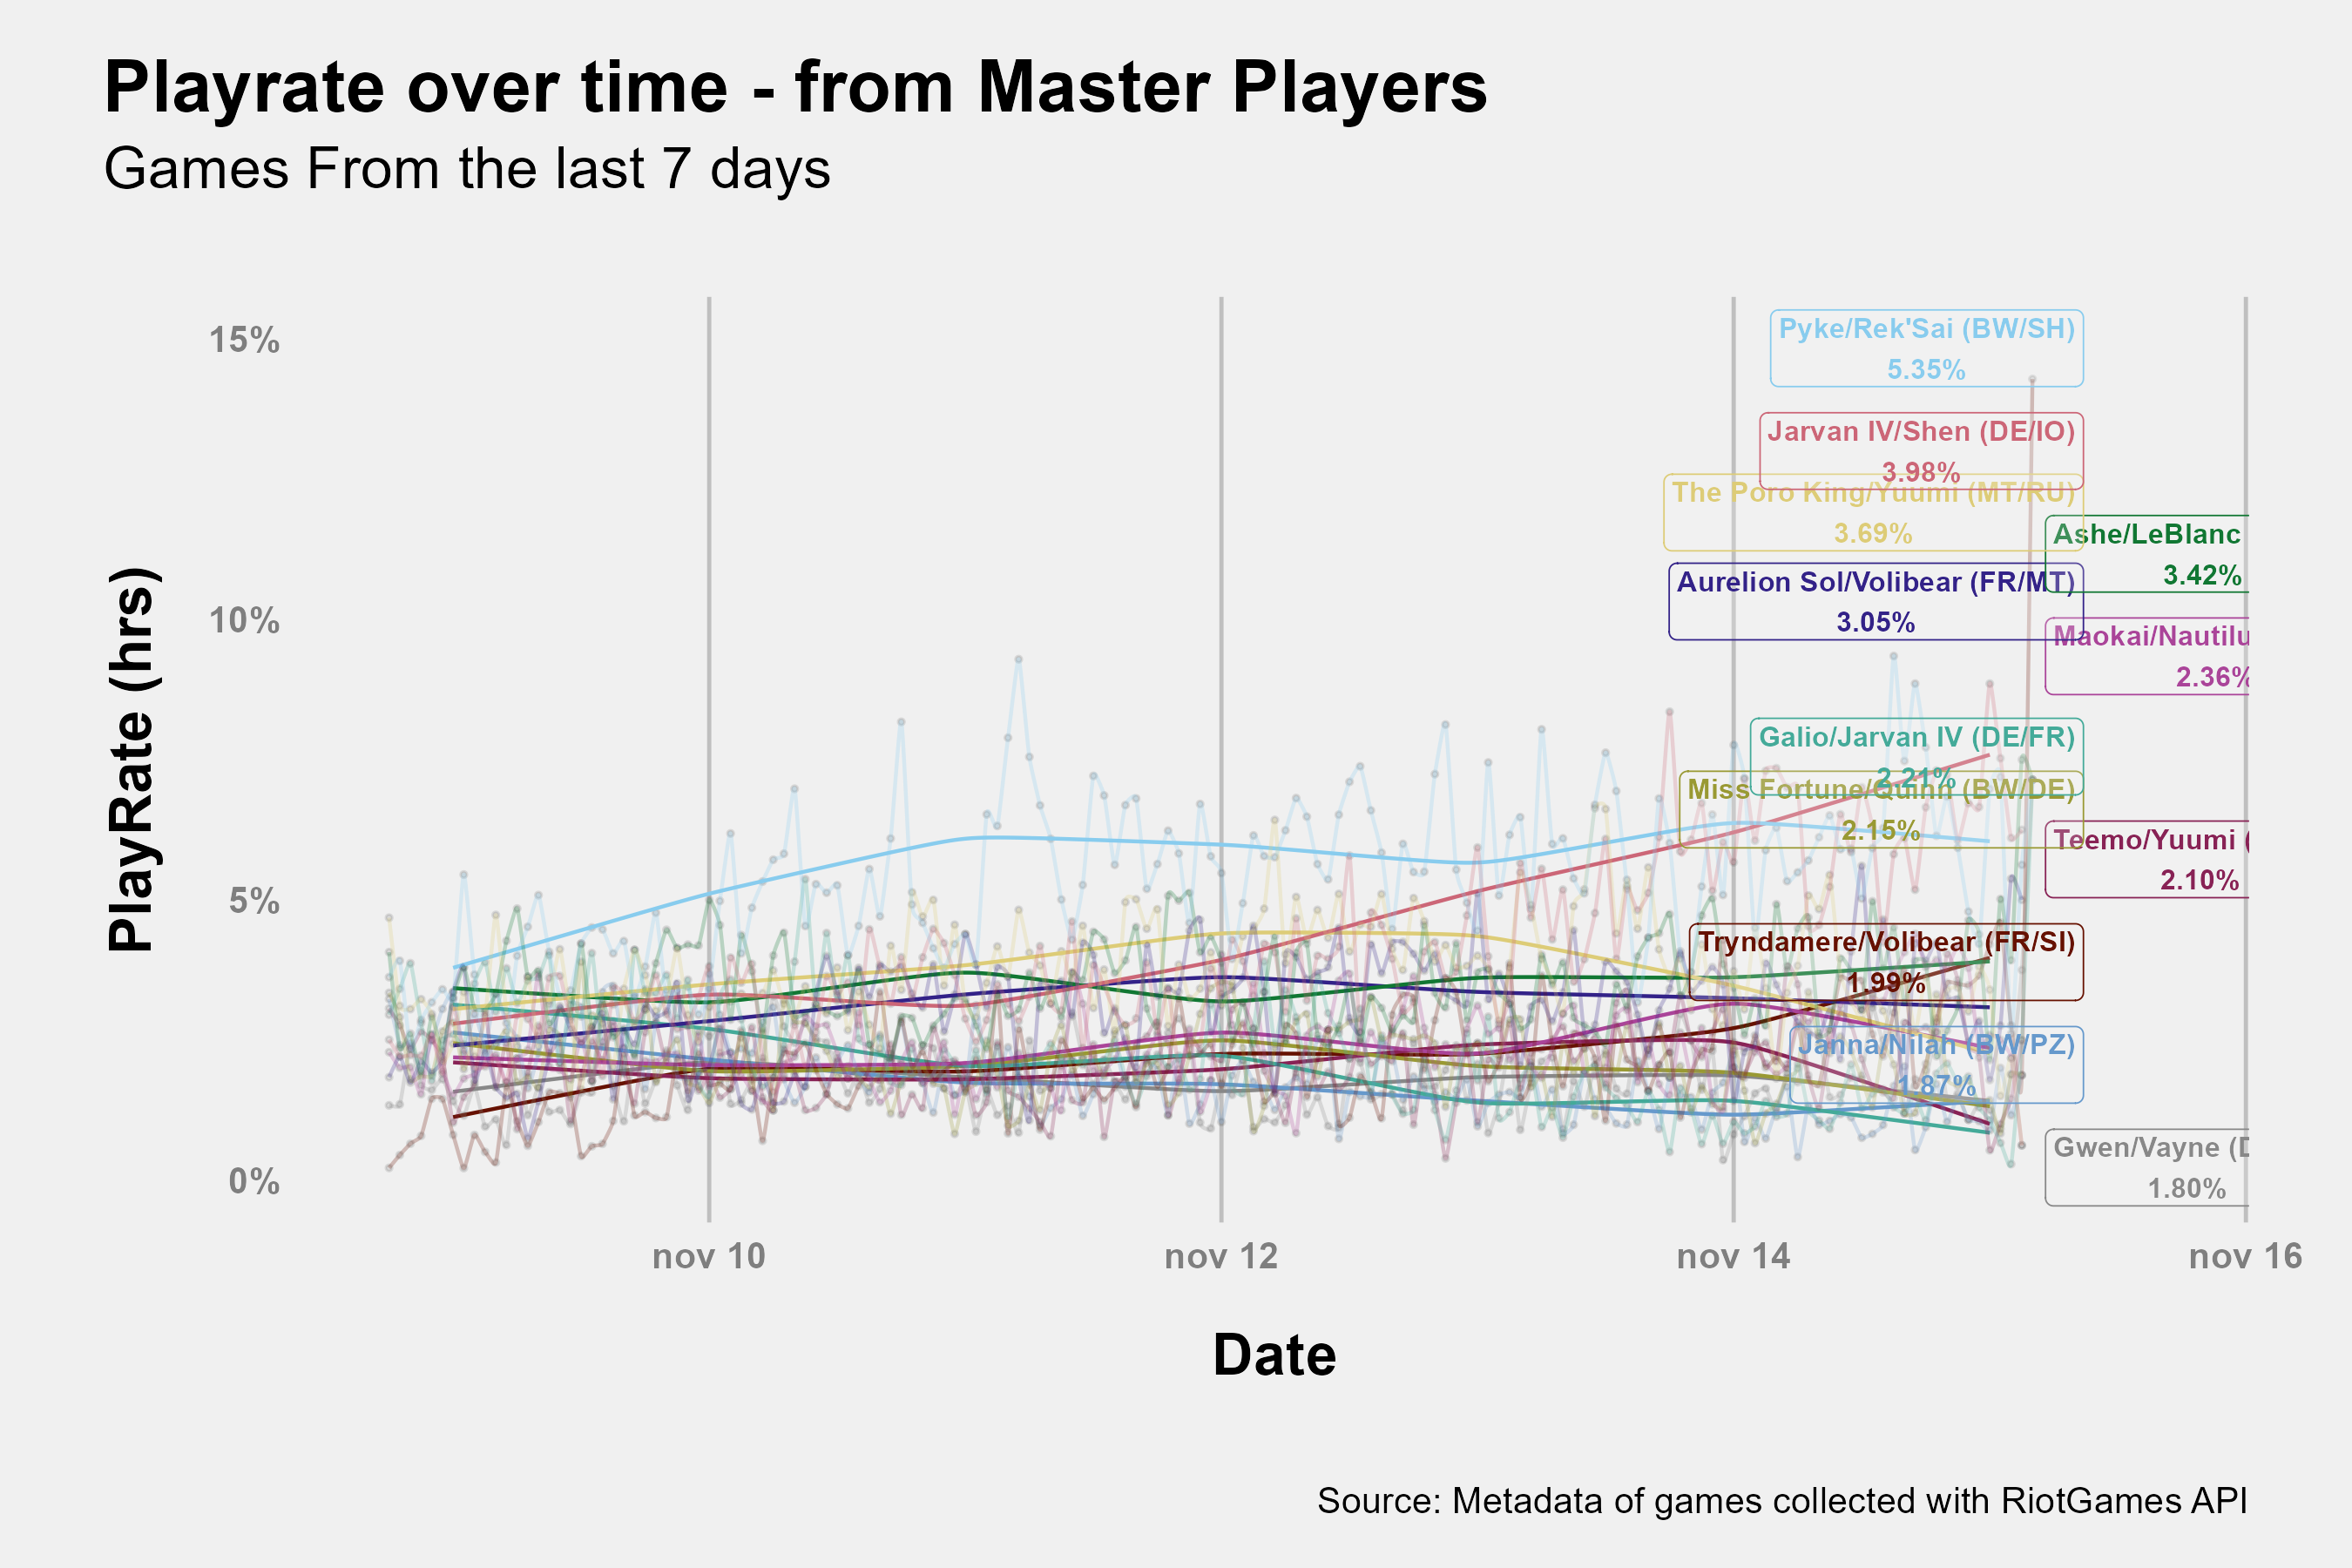 Playrate over time - from Master Players
Games From the last 7 days
PlayRate (hrs)
15%
10%
5%
0%
Pyke/Rek'Sai (BW/SH)
5.35%
Jarvan IV/Shen (DE/IO)
3.98%
The Poro King/Yuumi (MT/RU)
3.69%
Ashe/LeBlanc
3.42%
Aurelion Sol/Volibear (FR/MT)
3.05%
Maokai/Nautilu
2.36%
Galio/Jarvan IV (DE/FR)
2.21%
Miss Fortune/Quinn (BW/DE)
2.15%
Teemo/Yuumi (
2.10%
Tryndamere/Volibear (FR/SI)
1.99%
Janna/Nilah (BW/PZ)
1.87%
Gwen/Vayne (D
1.80%
nov 10
nov 12
nov 14
nov 16
Date
Source: Metadata of games collected with RiotGames API